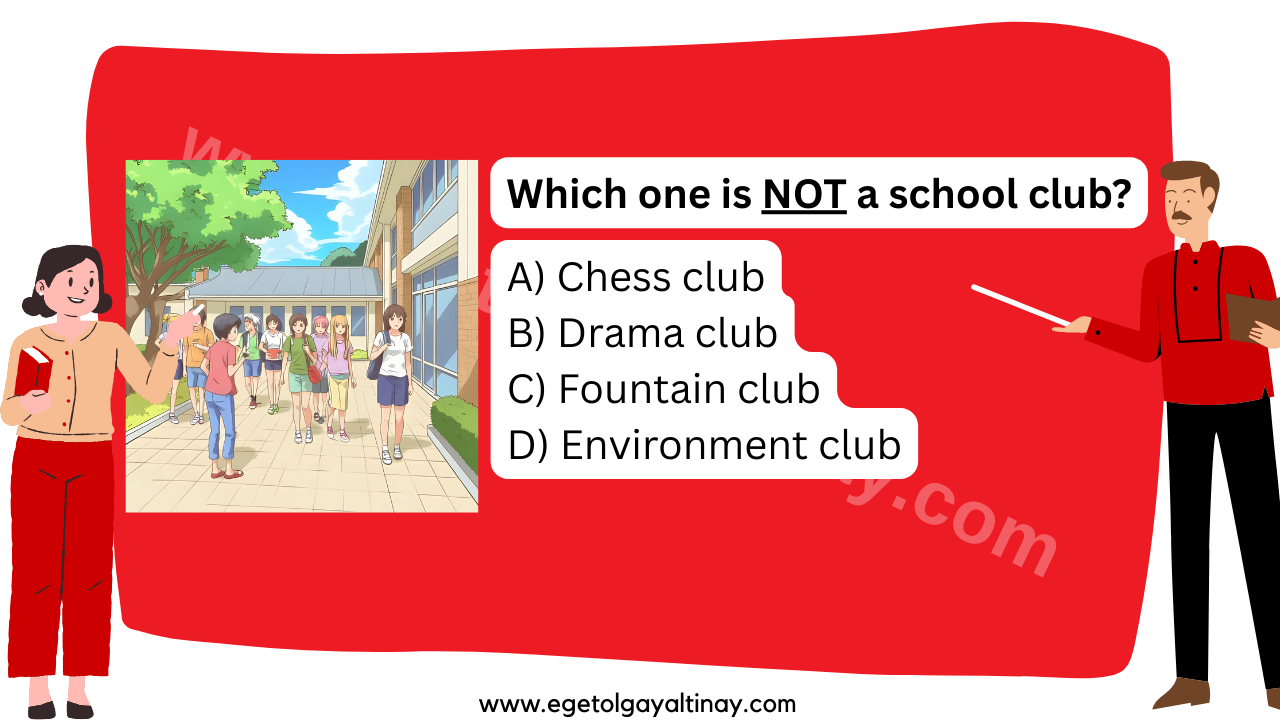 Which one is NOT a school club?
A) Chess club
B) Drama club
C) Fountain club
D) Environment club
www.egetolgayaltinay.com